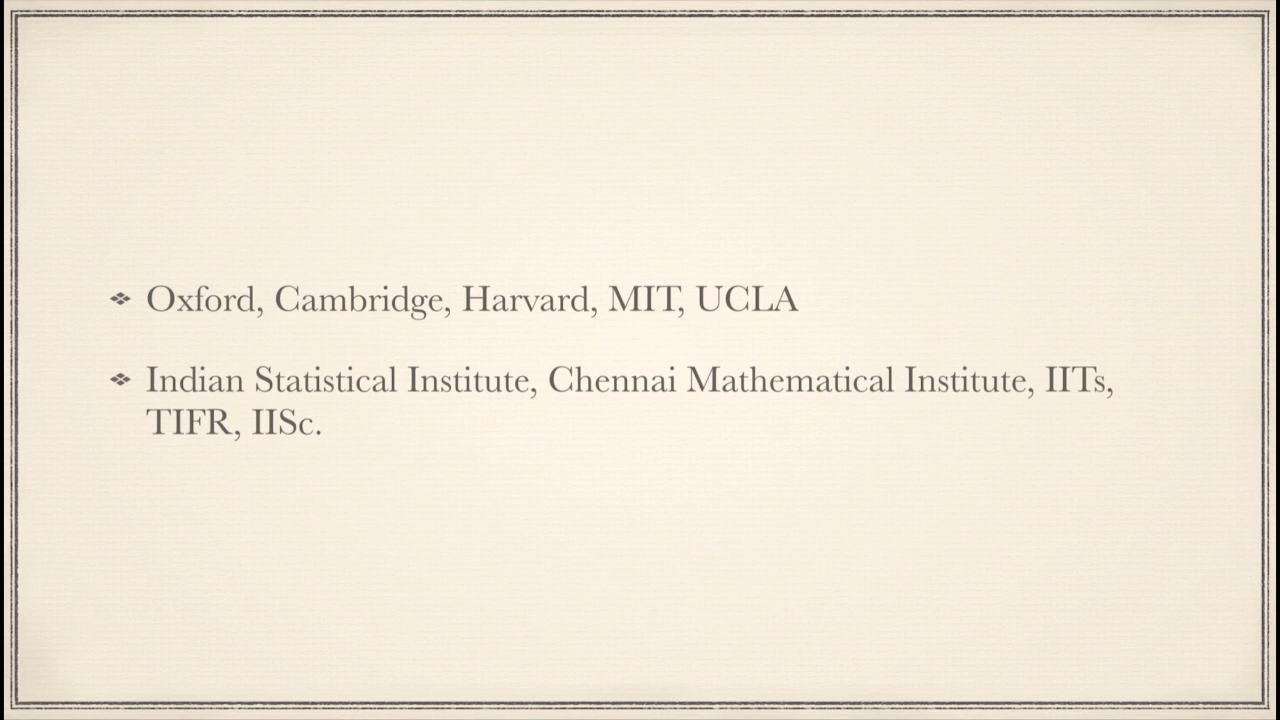 ❖ Oxford, Cambridge, Harvard, MIT, UCLA
❖ Indian Statistical Institute, Chennai Mathematical Institute, IITs,
TIFR, IISc.